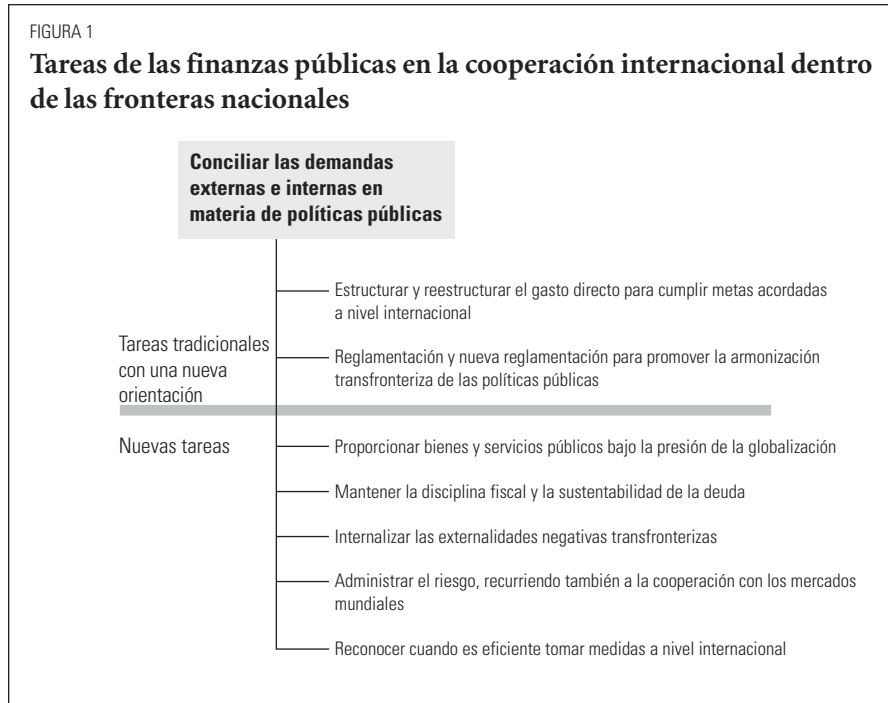 FIGURA 1
Tareas de las finanzas públicas en la cooperación internacional dentro
de las fronteras nacionales
Conciliar las demandas
externas e internas en
materia de políticas públicas
Estructurar y reestructurar el gasto directo para cumplir metas acordadas
a nivel internacional
Tareas tradicionales
con una nueva
orientación
Reglamentación y nueva reglamentación para promover la armonización
transfronteriza de las políticas públicas
Nuevas tareas
Proporcionar bienes y servicios públicos bajo la presión de la globalización
Mantener la disciplina fiscal y la sustentabilidad de la deuda
Internalizar las externalidades negativas transfronterizas
Administrar el riesgo, recurriendo también a la cooperación con los mercados
mundiales
Reconocer cuando es eficiente tomar medidas a nivel internacional